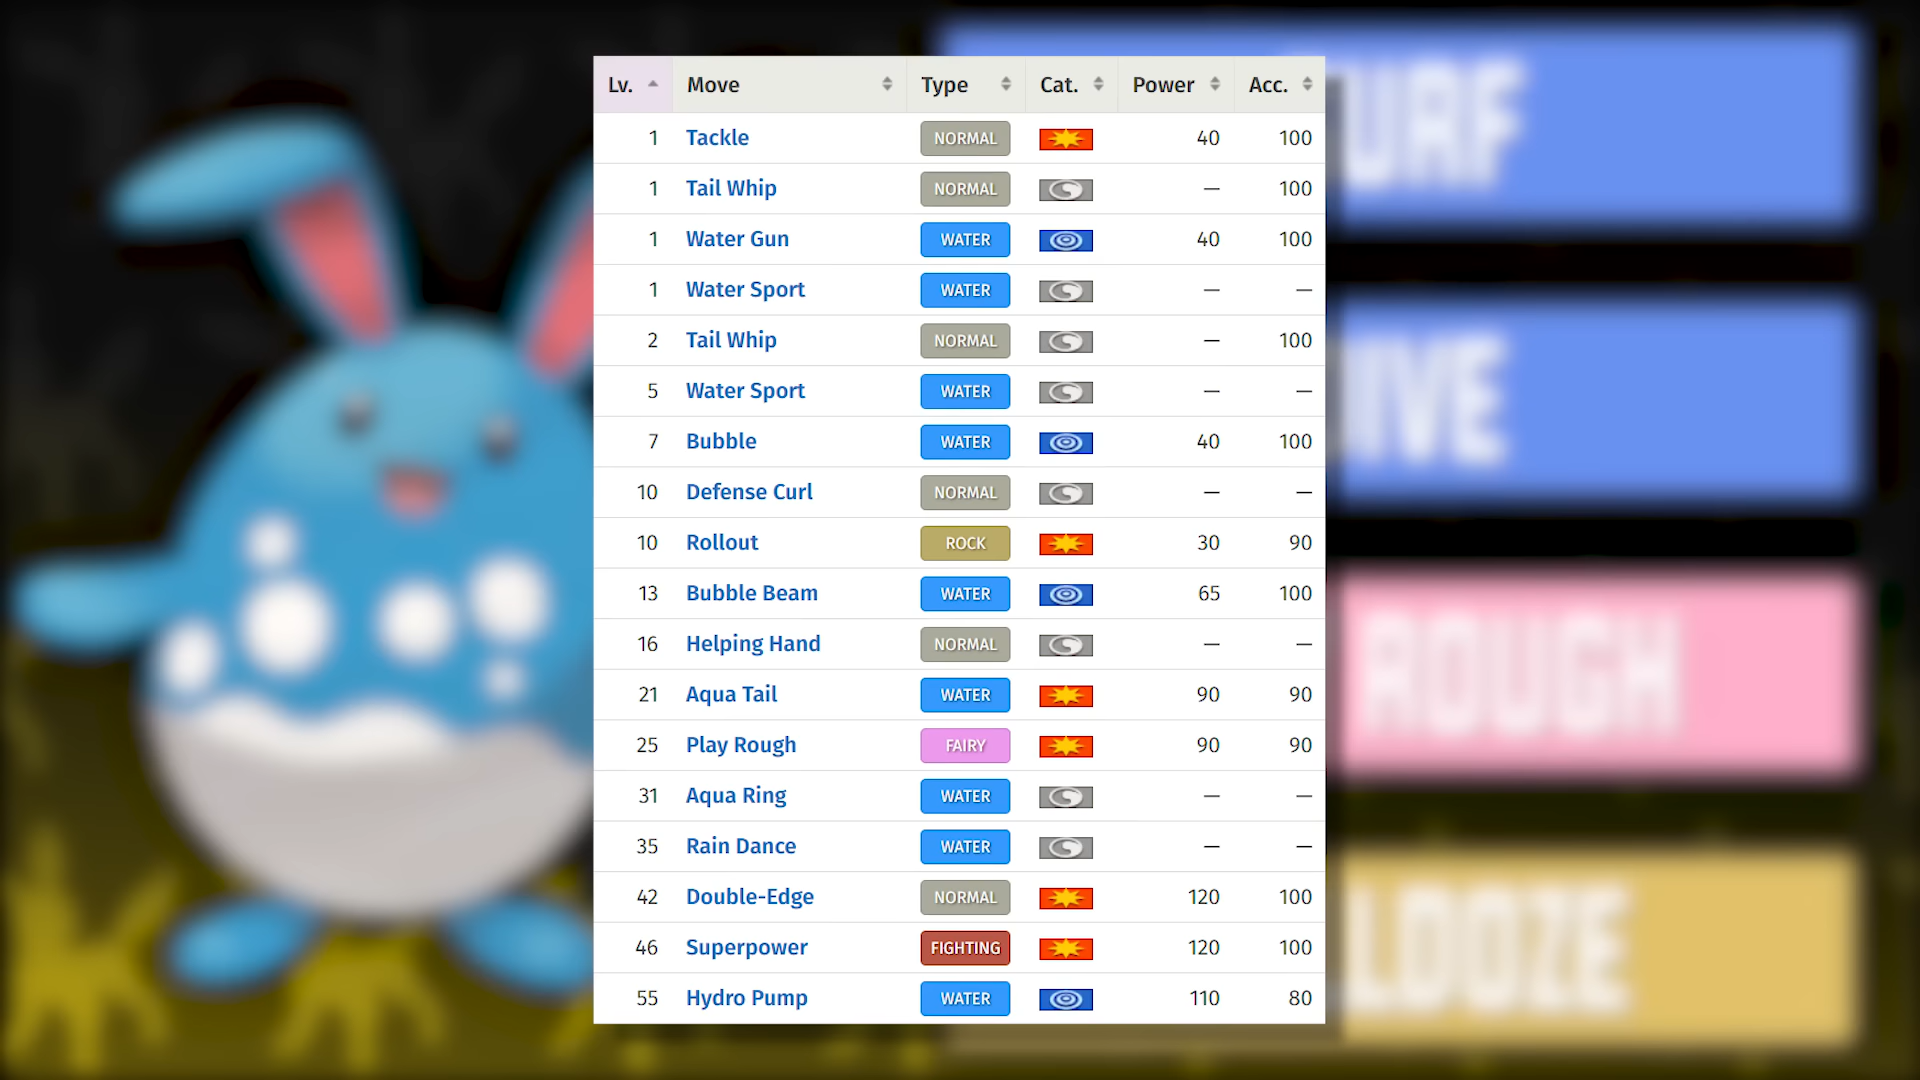 Lv. Move Type Cat. Power Acc.
1 Tackle NORMAL 40 100
1 Tail Whip NORMAL — 100
1 Water Gun WATER 40 100
1 Water Sport WATER — —
2 Tail Whip NORMAL — 100
5 Water Sport WATER — —
7 Bubble WATER 40 100
10 Defense Curl NORMAL — —
10 Rollout ROCK 30 90
13 Bubble Beam WATER 65 100
16 Helping Hand NORMAL — —
21 Aqua Tail WATER 90 90
25 Play Rough FAIRY 90 90
31 Aqua Ring WATER — —
35 Rain Dance WATER — —
42 Double-Edge NORMAL 120 100
46 Superpower FIGHTING 120 100
55 Hydro Pump WATER 110 80
ROUGH